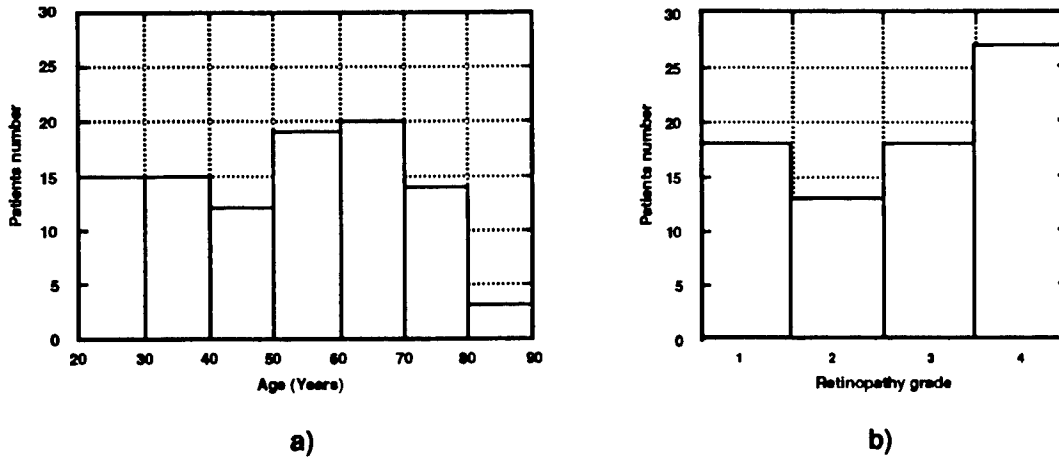 30
25
20
15
10
5
0
Patients number
20 30 40 50 60 70 80 90
Age (Years)
a)
30
25
20
15
10
5
0
Patients number
1 2 3 4
Retinopathy grade
b)